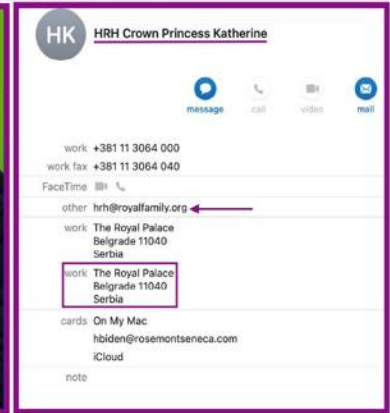 HK HRH Crown Princess Katherine
message call video mail
work +381 11 3064 000
work fax +381 11 3064 040
FaceTime
other hrh@royalfamily.org
work The Royal Palace
Belgrade 11040
Serbia
work The Royal Palace
Belgrade 11040
Serbia
cards On My Mac
hbiden@rosemontseneca.com
iCloud
note